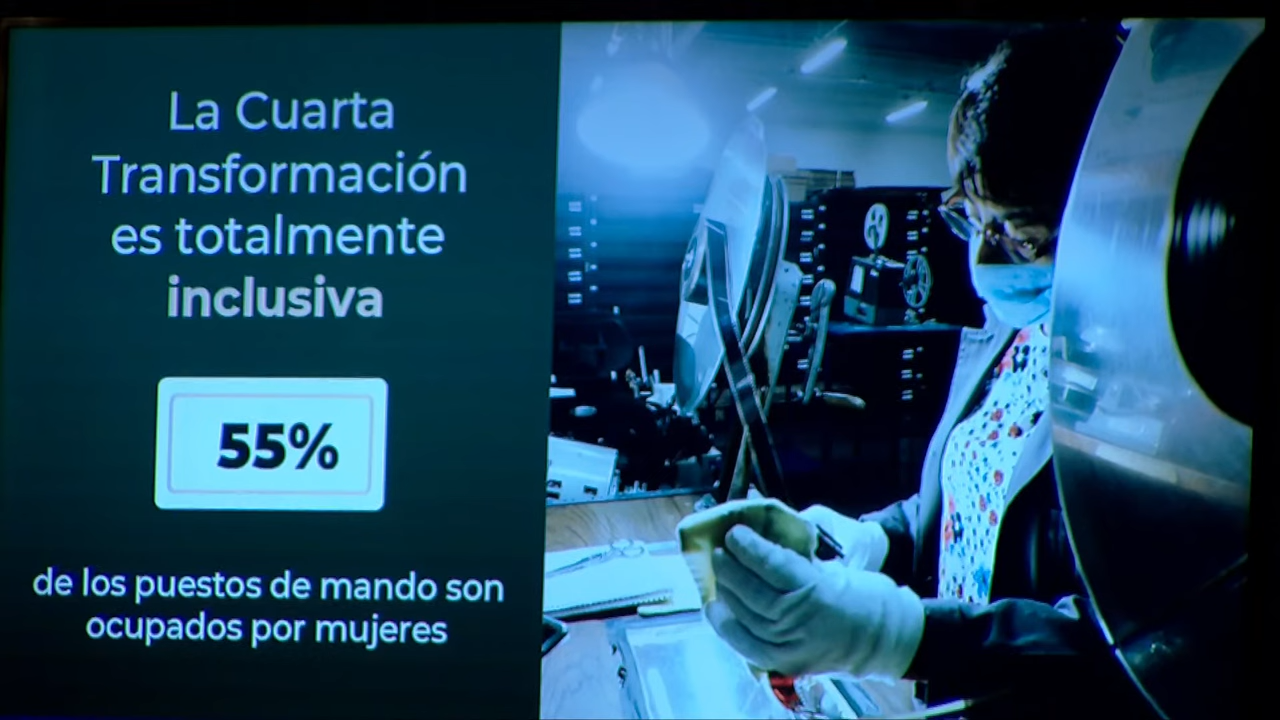 La Cuarta
Transformación
es totalmente
inclusiva
55%
de los puestos de mando son
ocupados por mujeres